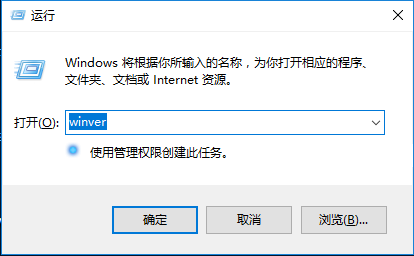 运行
Windows 将根据你所输入的名称，为你打开相应的程序、
文件夹、文档或 Internet 资源。
打开(O): winver
使用管理权限创建此任务。
确定 取消 浏览(B)...